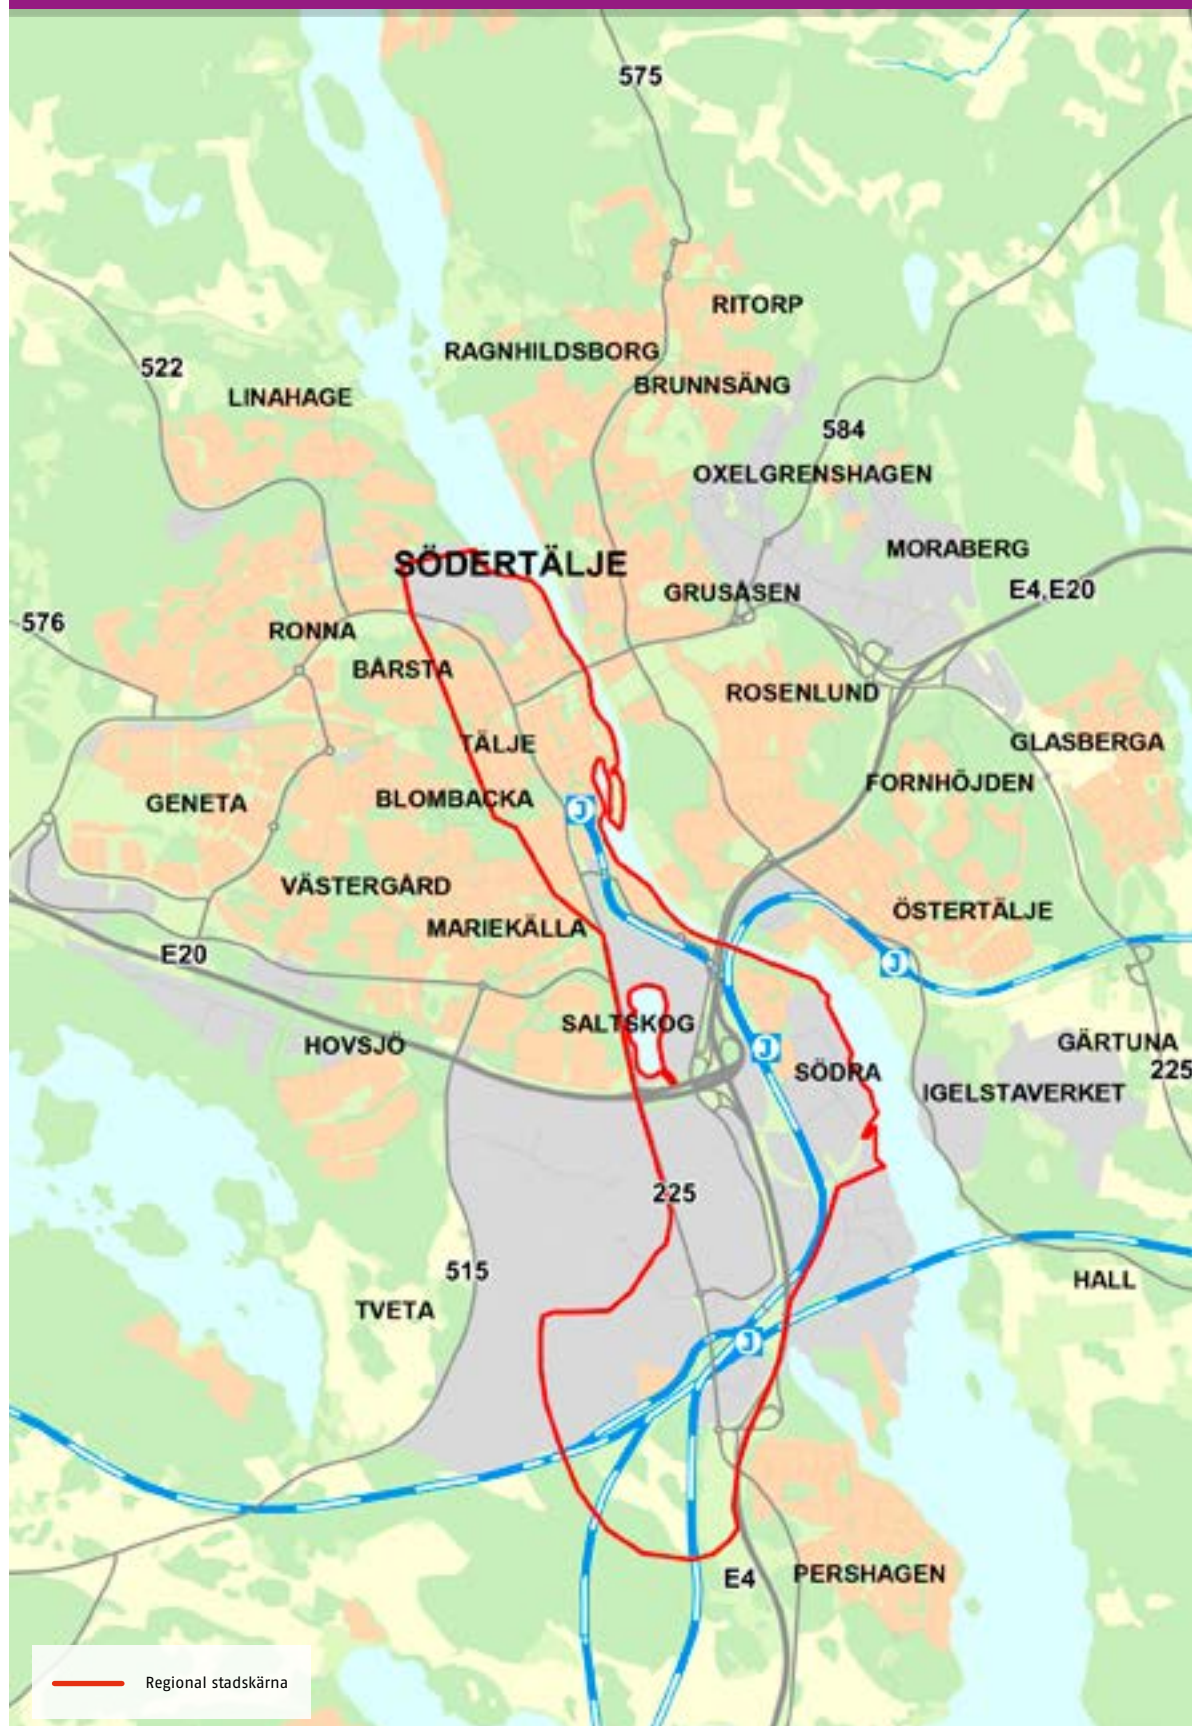 575
RITORP
RAGNHILDSBORG
522
BRUNNSÄNG
LINAHAGE
584
OXELGRENSHAGEN
MORABERG
SÖDERTÄLJE
E4,E20
GRUSÅSEN
576
RONNA
BÅRSTA
ROSENLUND
TÄLJE
GLASBERGA
FORNHÖJDEN
BLOMBACKA
J
GENETA
VÄSTERGÅRD
ÖSTERTÄLJE
MARIEKÄLLA
E20
J
SALTSKOG
HOVSJÖ
J
GÄRTUNA
SÖDRA
225
IGELSTAVERKET
225
515
HALL
TVETA
J
E4
PERSHAGEN
Regional stadskärna